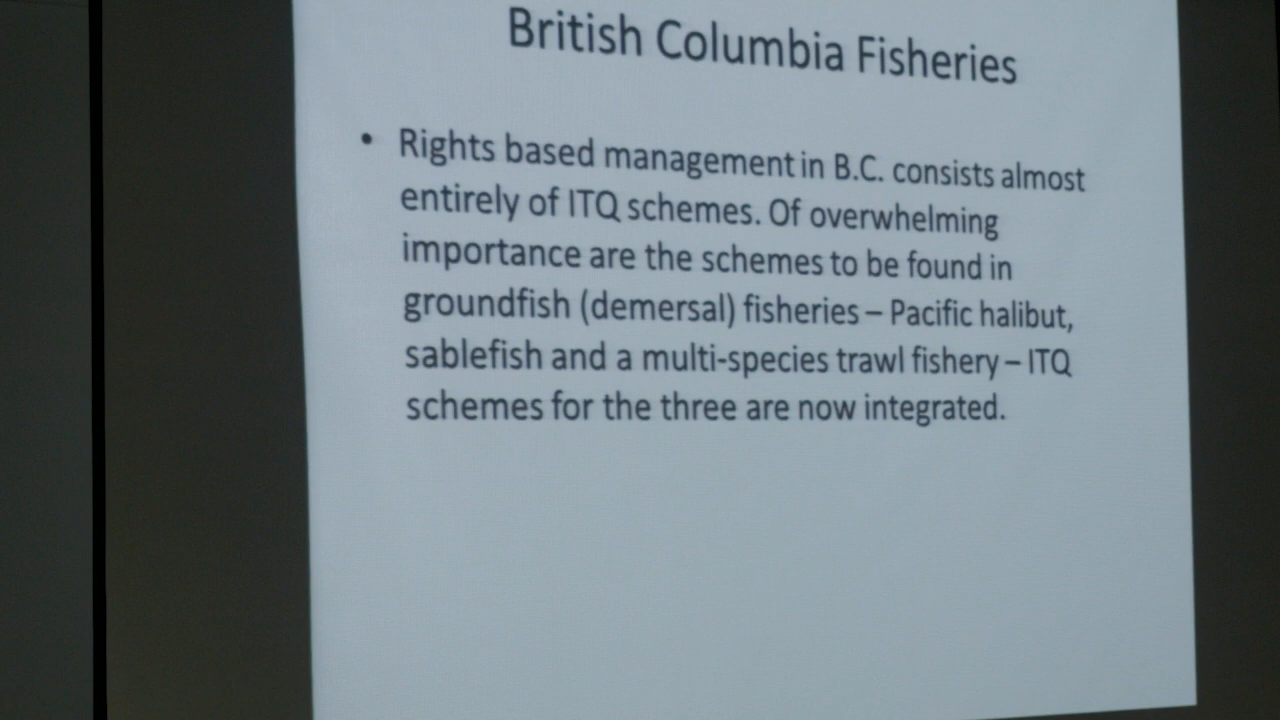 British Columbia Fisheries
• Rights based management in B.C. consists almost
entirely of ITQ schemes. Of overwhelming
importance are the schemes to be found in
groundfish (demersal) fisheries – Pacific halibut,
sablefish and a multi-species trawl fishery – ITQ
schemes for the three are now integrated.